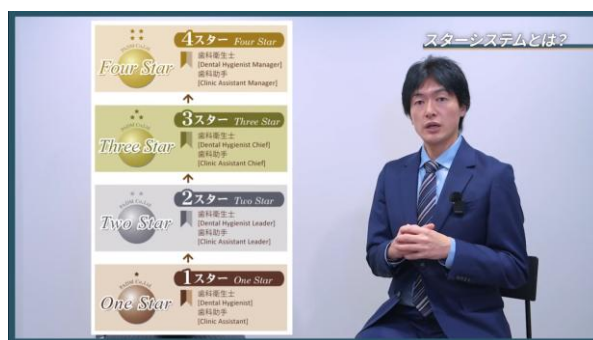 スターシステムとは？
Four Star
4スター Four Star
歯科衛生士
[Dental Hygienist Manager]
歯科助手
[Clinic Assistant Manager]
Three Star
3スター Three Star
歯科衛生士
[Dental Hygienist Chief]
歯科助手
[Clinic Assistant Chief]
Two Star
2スター Two Star
歯科衛生士
[Dental Hygienist Leader]
歯科助手
[Clinic Assistant Leader]
One Star
1スター One Star
歯科衛生士
[Dental Hygienist]
歯科助手
[Clinic Assistant]